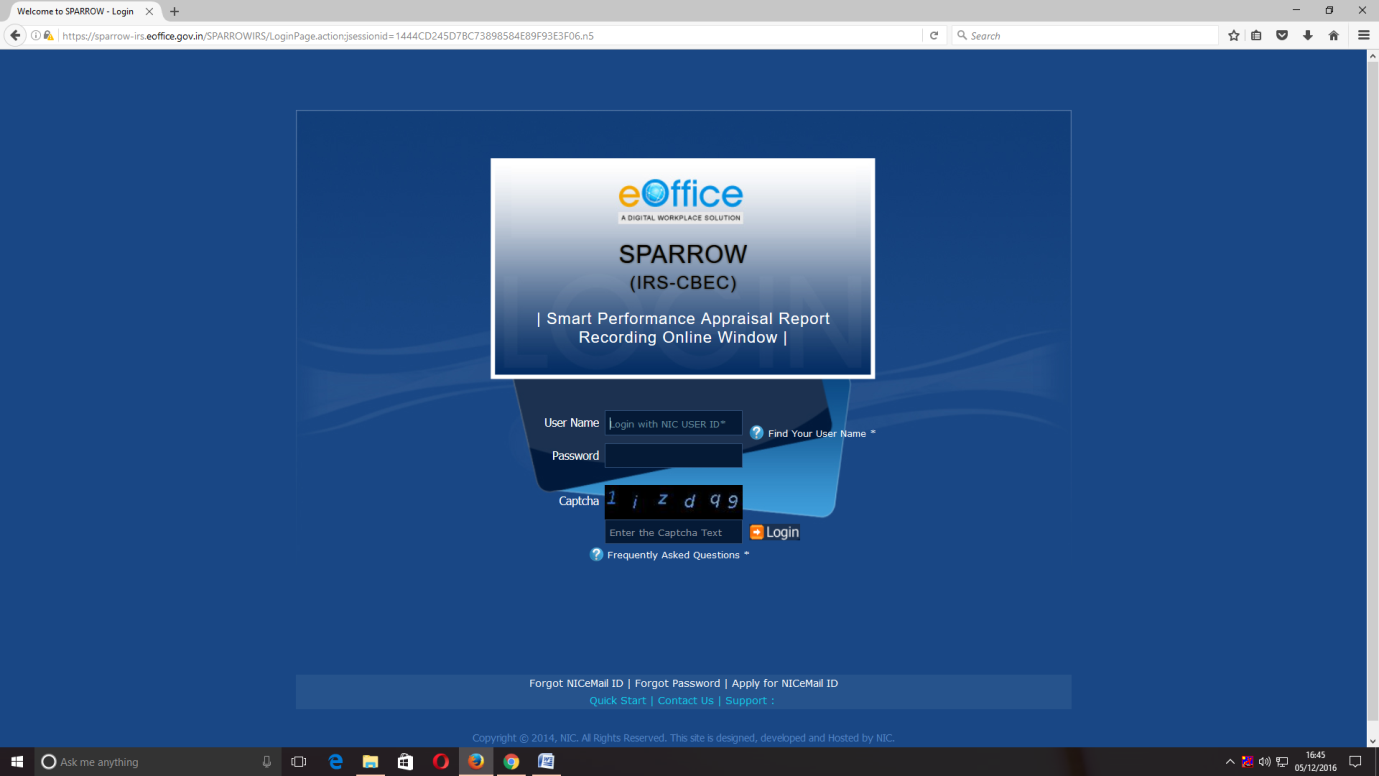 Welcome to SPARROW - Login
https://sparrow-irs.eoffice.gov.in/SPARROWIRS/LoginPage.action;jsessionid=1444CD245D7BC73898584E89F93E3F06.n5
Search
eOffice
A DIGITAL WORKPLACE SOLUTION
SPARROW
(IRS-CBEC)
LOGIN
| Smart Performance Appraisal Report
Recording Online Window |
User Name
Login with NIC USER ID*
Find Your User Name *
Password
Captcha
1 i z d q 9
Enter the Captcha Text
Login
Frequently Asked Questions *
Forgot NICeMail ID | Forgot Password | Apply for NICeMail ID
Quick Start | Contact Us | Support :
Copyright © 2014, NIC. All Rights Reserved. This site is designed, developed and Hosted by NIC.
Ask me anything
16:45
05/12/2016